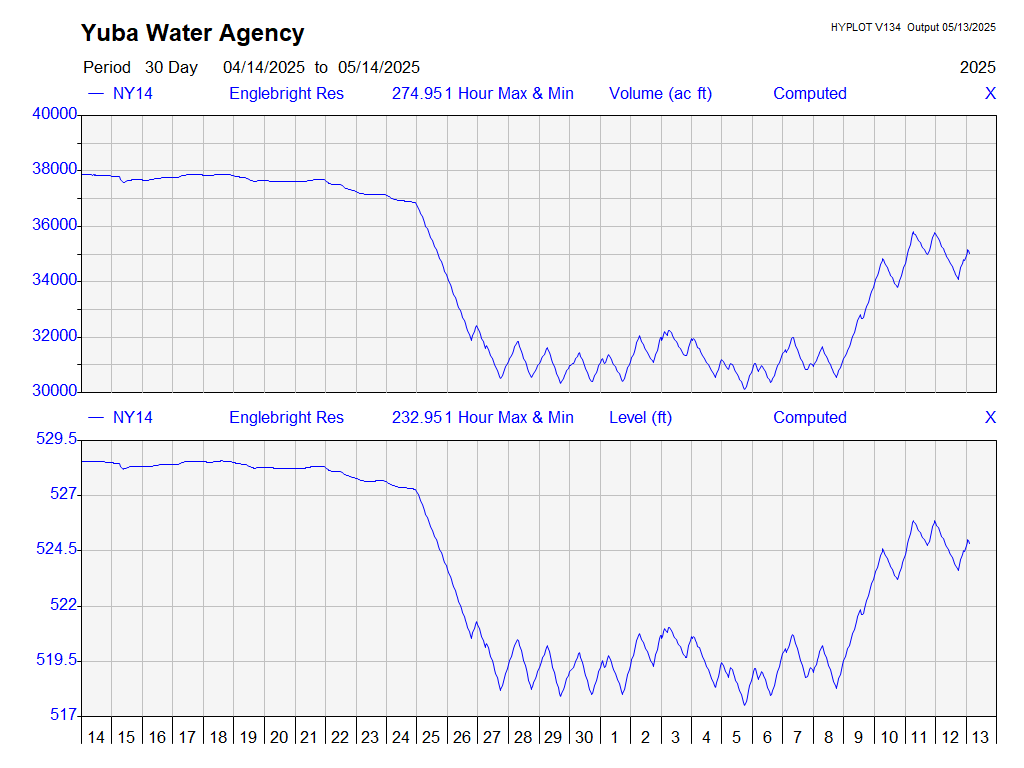 Yuba Water Agency
HYPLOT V134 Output 05/13/2025
Period 30 Day 04/14/2025 to 05/14/2025 2025
NY14 Englebright Res 274.951 Hour Max & Min Volume (ac ft) Computed X
40000
38000
36000
34000
32000
30000
NY14 Englebright Res 232.951 Hour Max & Min Level (ft) Computed X
529.5
527
524.5
522
519.5
517
14 15 16 17 18 19 20 21 22 23 24 25 26 27 28 29 30 1 2 3 4 5 6 7 8 9 10 11 12 13